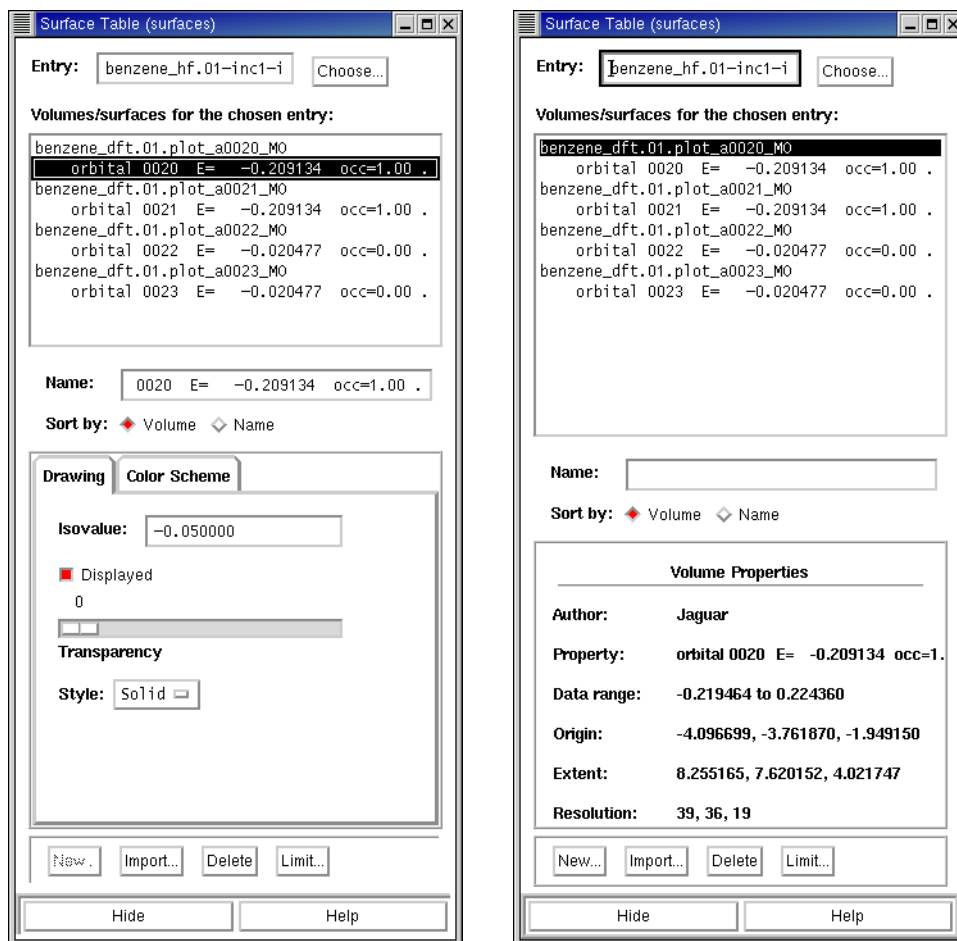 Surface Table (surfaces)
Entry: benzene_hf.01-inc1-i Choose...
Volumes/surfaces for the chosen entry:
benzene_dft.01.plot_a0020_MO
orbital 0020 E= -0.209134 occ=1.00 .
benzene_dft.01.plot_a0021_MO
orbital 0021 E= -0.209134 occ=1.00 .
benzene_dft.01.plot_a0022_MO
orbital 0022 E= -0.020477 occ=0.00 .
benzene_dft.01.plot_a0023_MO
orbital 0023 E= -0.020477 occ=0.00 .
Name: 0020 E= -0.209134 occ=1.00 .
Sort by: Volume Name
Drawing Color Scheme
Isovalue: -0.050000
Displayed
0
Transparency
Style: Solid
New . Import... Delete Limit...
Hide Help
Surface Table (surfaces)
Entry: benzene_hf.01-inc1-i Choose...
Volumes/surfaces for the chosen entry:
benzene_dft.01.plot_a0020_MO
orbital 0020 E= -0.209134 occ=1.00 .
benzene_dft.01.plot_a0021_MO
orbital 0021 E= -0.209134 occ=1.00 .
benzene_dft.01.plot_a0022_MO
orbital 0022 E= -0.020477 occ=0.00 .
benzene_dft.01.plot_a0023_MO
orbital 0023 E= -0.020477 occ=0.00 .
Name:
Sort by: Volume Name
Volume Properties
Author: Jaguar
Property: orbital 0020 E= -0.209134 occ=1.
Data range: -0.219464 to 0.224360
Origin: -4.096699, -3.761870, -1.949150
Extent: 8.255165, 7.620152, 4.021747
Resolution: 39, 36, 19
New... Import... Delete Limit...
Hide Help